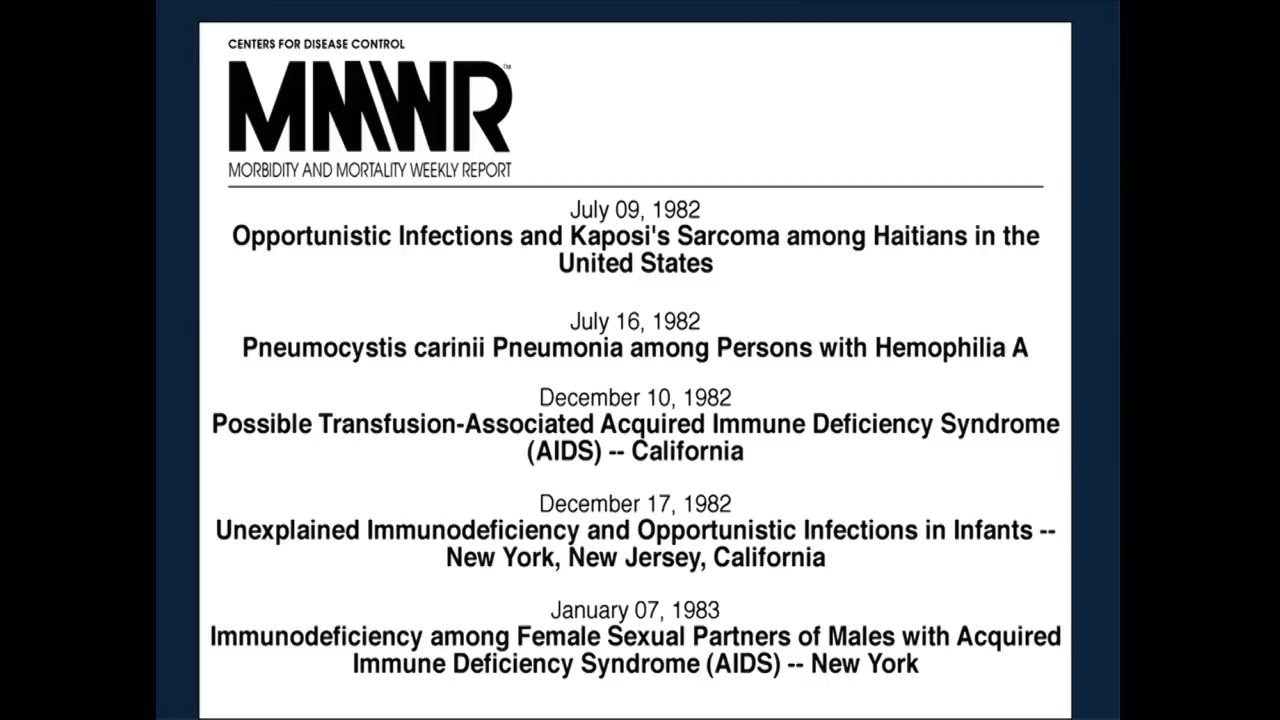 CENTERS FOR DISEASE CONTROL
MMWR™
MORBIDITY AND MORTALITY WEEKLY REPORT
July 09, 1982
Opportunistic Infections and Kaposi's Sarcoma among Haitians in the
United States
July 16, 1982
Pneumocystis carinii Pneumonia among Persons with Hemophilia A
December 10, 1982
Possible Transfusion-Associated Acquired Immune Deficiency Syndrome
(AIDS) -- California
December 17, 1982
Unexplained Immunodeficiency and Opportunistic Infections in Infants --
New York, New Jersey, California
January 07, 1983
Immunodeficiency among Female Sexual Partners of Males with Acquired
Immune Deficiency Syndrome (AIDS) -- New York